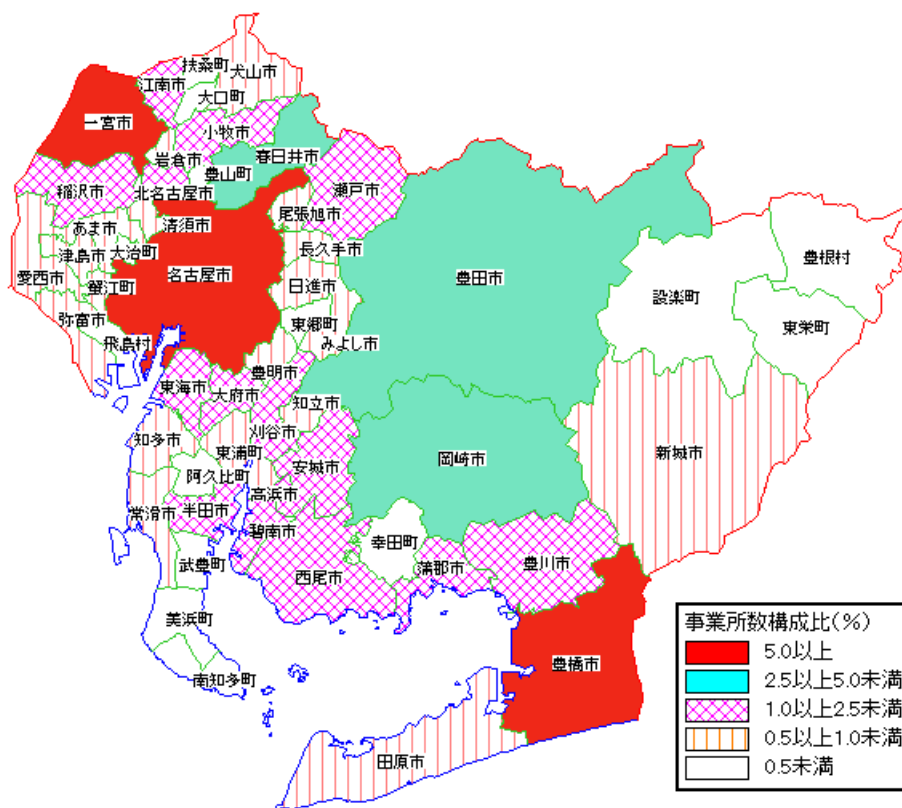 扶桑町
江南市
犬山市
大口町
一宮市
小牧市
岩倉市
春日井市
豊山町
稲沢市
北名古屋市
瀬戸市
尾張旭市
清須市
あま市
大治町
長久手市
津島市
愛西市
蟹江町
名古屋市
日進市
豊田市
豊根村
設楽町
東栄町
弥富市
東郷町
飛島村
みよし市
豊明市
東海市
大府市
知立市
刈谷市
知多市
東浦町
安城市
岡崎市
新城市
阿久比町
高浜市
常滑市
半田市
碧南市
幸田町
武豊町
西尾市
蒲郡市
豊川市
美浜町
南知多町
豊橋市
田原市
事業所数構成比(%)
5.0以上
2.5以上5.0未満
1.0以上2.5未満
0.5以上1.0未満
0.5未満